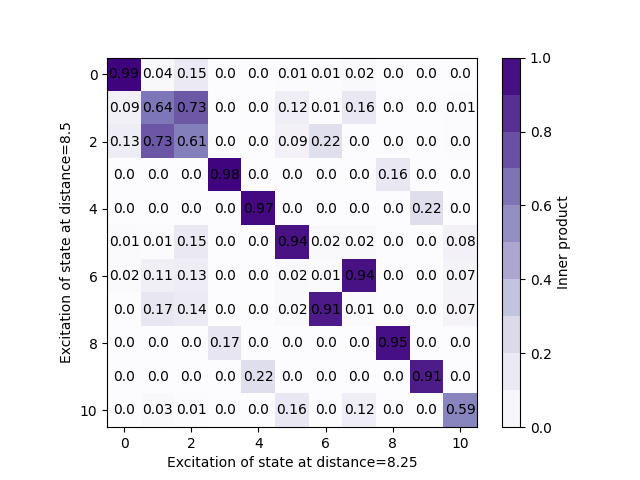 0 0.99 0.04 0.15 0.0 0.0 0.01 0.01 0.02 0.0 0.0 0.0
0.09 0.64 0.73 0.0 0.0 0.12 0.01 0.16 0.0 0.0 0.01
2 0.13 0.73 0.61 0.0 0.0 0.09 0.22 0.0 0.0 0.0 0.0
0.0 0.0 0.0 0.98 0.0 0.0 0.0 0.0 0.16 0.0 0.0
4 0.0 0.0 0.0 0.0 0.97 0.0 0.0 0.0 0.0 0.22 0.0
0.01 0.01 0.15 0.0 0.0 0.94 0.02 0.02 0.0 0.0 0.08
6 0.02 0.11 0.13 0.0 0.0 0.02 0.01 0.94 0.0 0.0 0.07
0.0 0.17 0.14 0.0 0.0 0.02 0.91 0.01 0.0 0.0 0.07
8 0.0 0.0 0.0 0.17 0.0 0.0 0.0 0.0 0.95 0.0 0.0
0.0 0.0 0.0 0.0 0.22 0.0 0.0 0.0 0.0 0.91 0.0
10 0.0 0.03 0.01 0.0 0.0 0.16 0.0 0.12 0.0 0.0 0.59
0 2 4 6 8 10
Excitation of state at distance=8.25
Excitation of state at distance=8.5
1.0
0.8
0.6
0.4
0.2
0.0
Inner product